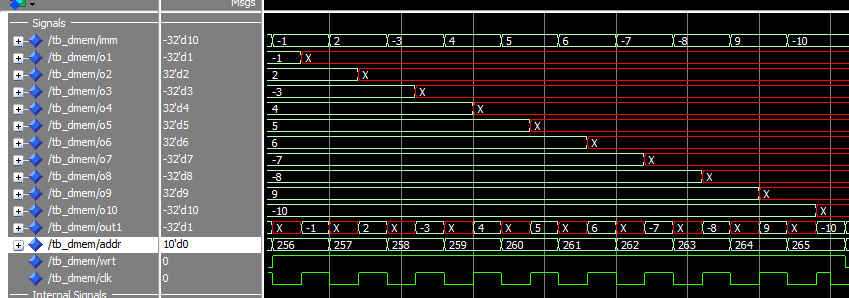 Msgs
Signals
/tb_dmem/imm -32'd10 -1 2 -3 4 5 6 -7 -8 9 -10
/tb_dmem/o1 -32'd1 -1 X
/tb_dmem/o2 32'd2 2 X
/tb_dmem/o3 -32'd3 -3 X
/tb_dmem/o4 32'd4 4 X
/tb_dmem/o5 32'd5 5 X
/tb_dmem/o6 32'd6 6 X
/tb_dmem/o7 -32'd7 -7 X
/tb_dmem/o8 -32'd8 -8 X
/tb_dmem/o9 32'd9 9 X
/tb_dmem/o10 -32'd10 -10 X
/tb_dmem/out1 -32'd1 X -1 X 2 X -3 X 4 X 5 X 6 X -7 X -8 X 9 X -10
/tb_dmem/addr 10'd0 256 257 258 259 260 261 262 263 264 265
/tb_dmem/wrt 0
/tb_dmem/clk 0
Internal Signals